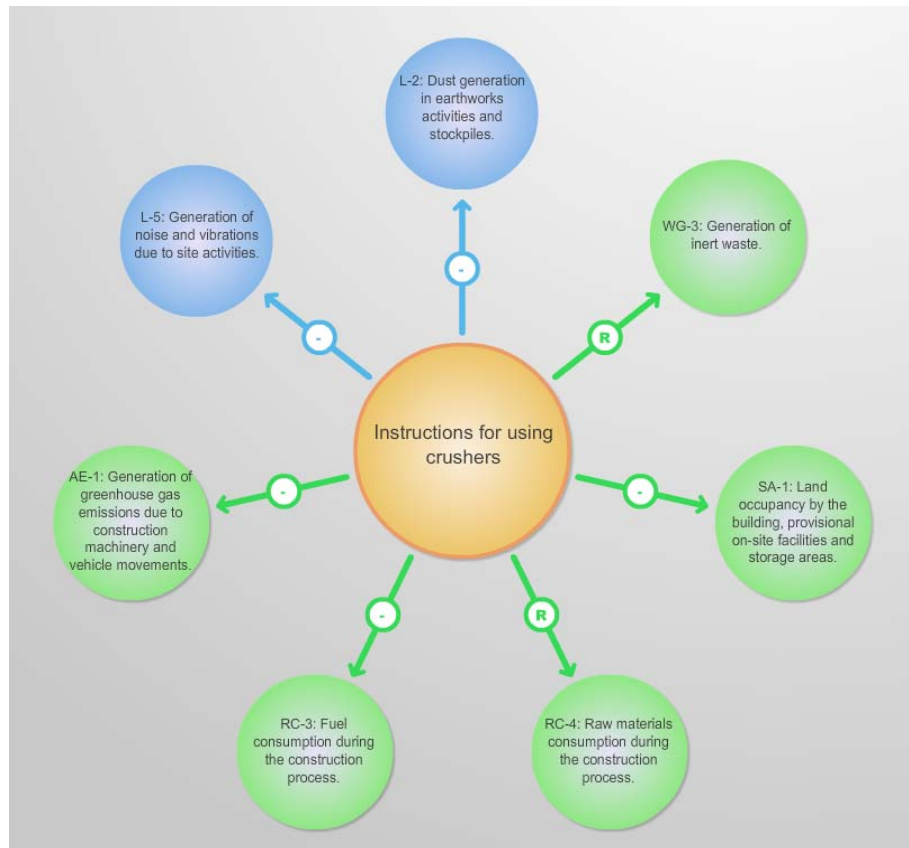 L-2: Dust generation
in earthworks
activities and
stockpiles.
L-5: Generation of
noise and vibrations
due to site activities.
WG-3: Generation of
inert waste.
-
-
R
Instructions for using
crushers
AE-1: Generation of
greenhouse gas
emissions due to
construction
machinery and
vehicle movements.
-
-
SA-1: Land
occupancy by the
building, provisional
on-site facilities and
storage areas.
-
R
RC-3: Fuel
consumption during
the construction
process.
RC-4: Raw materials
consumption during
the construction
process.